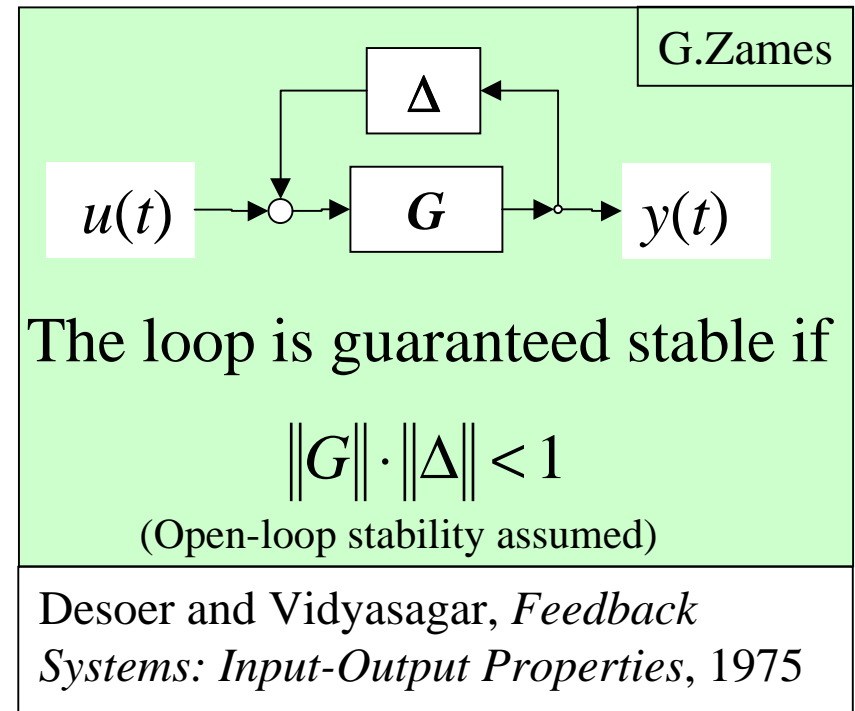 G.Zames
Δ
u(t)
G
y(t)
The loop is guaranteed stable if
‖G‖·‖Δ‖ < 1
(Open-loop stability assumed)
Desoer and Vidyasagar, Feedback
Systems: Input-Output Properties, 1975